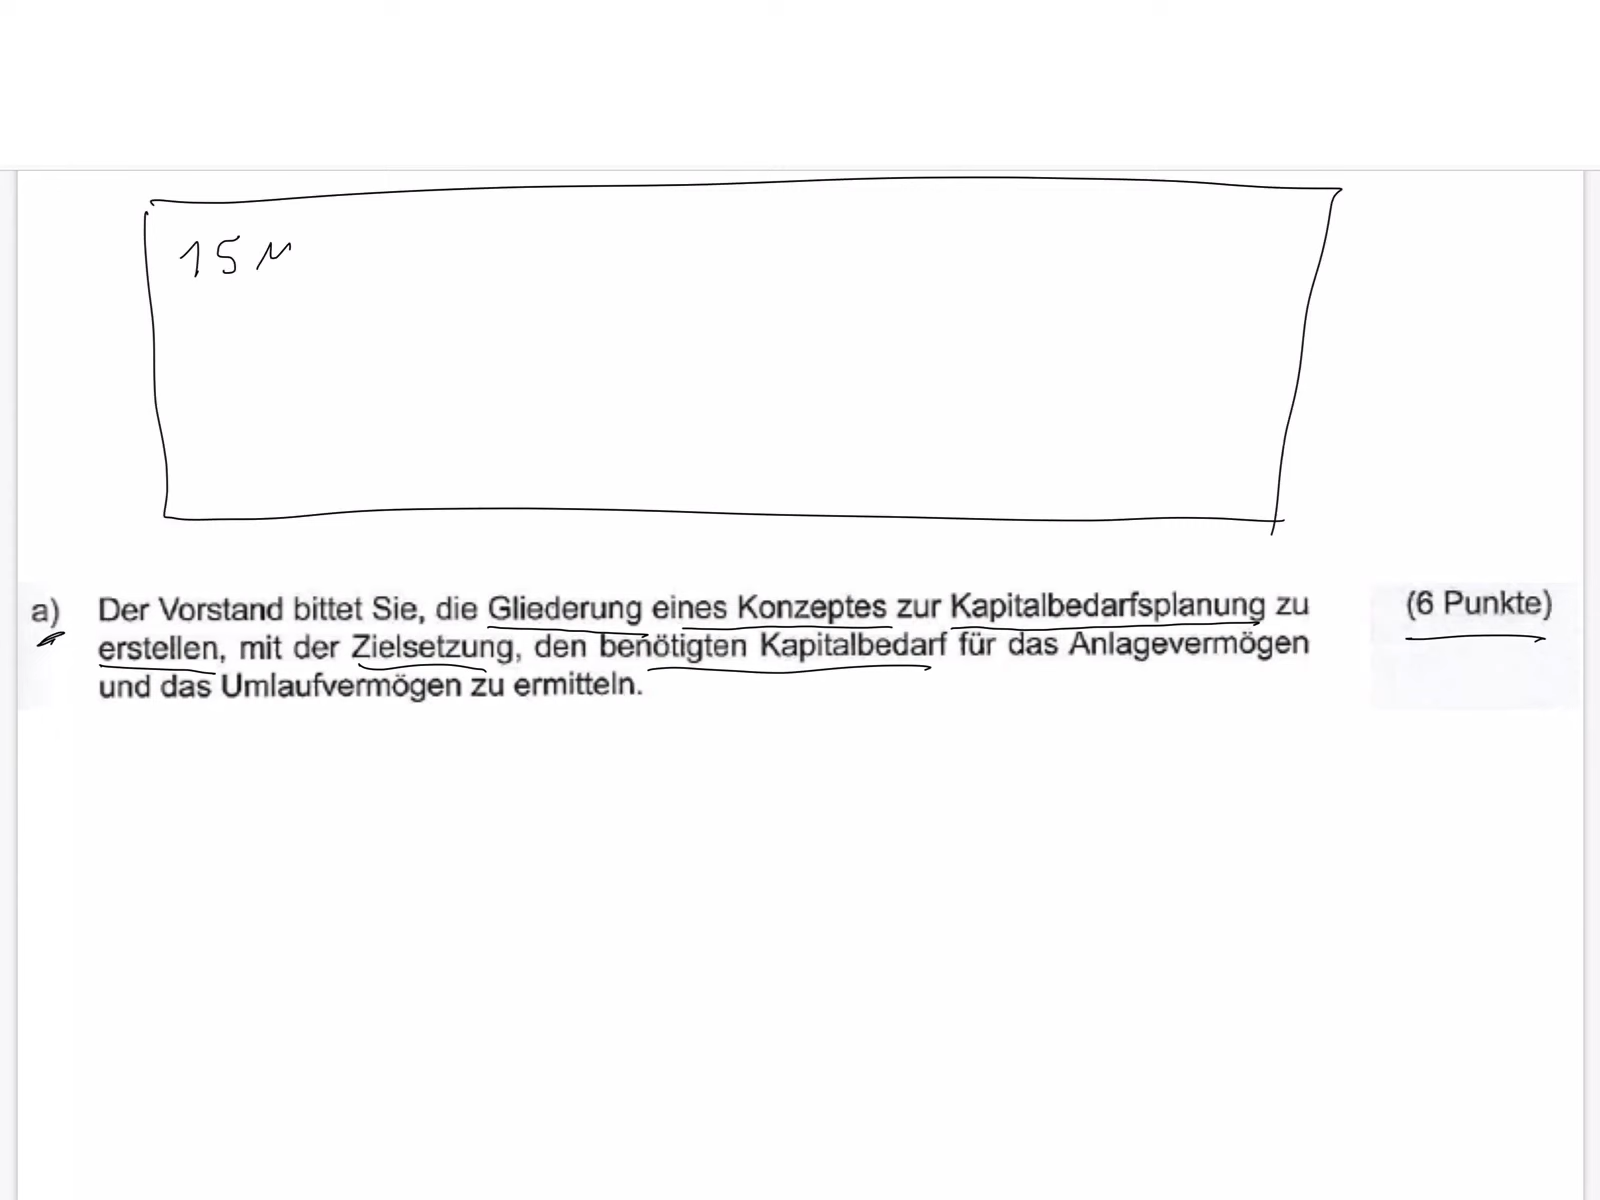 15 M
a) Der Vorstand bittet Sie, die Gliederung eines Konzeptes zur Kapitalbedarfsplanung zu (6 Punkte)
erstellen, mit der Zielsetzung, den benötigten Kapitalbedarf für das Anlagevermögen
und das Umlaufvermögen zu ermitteln.